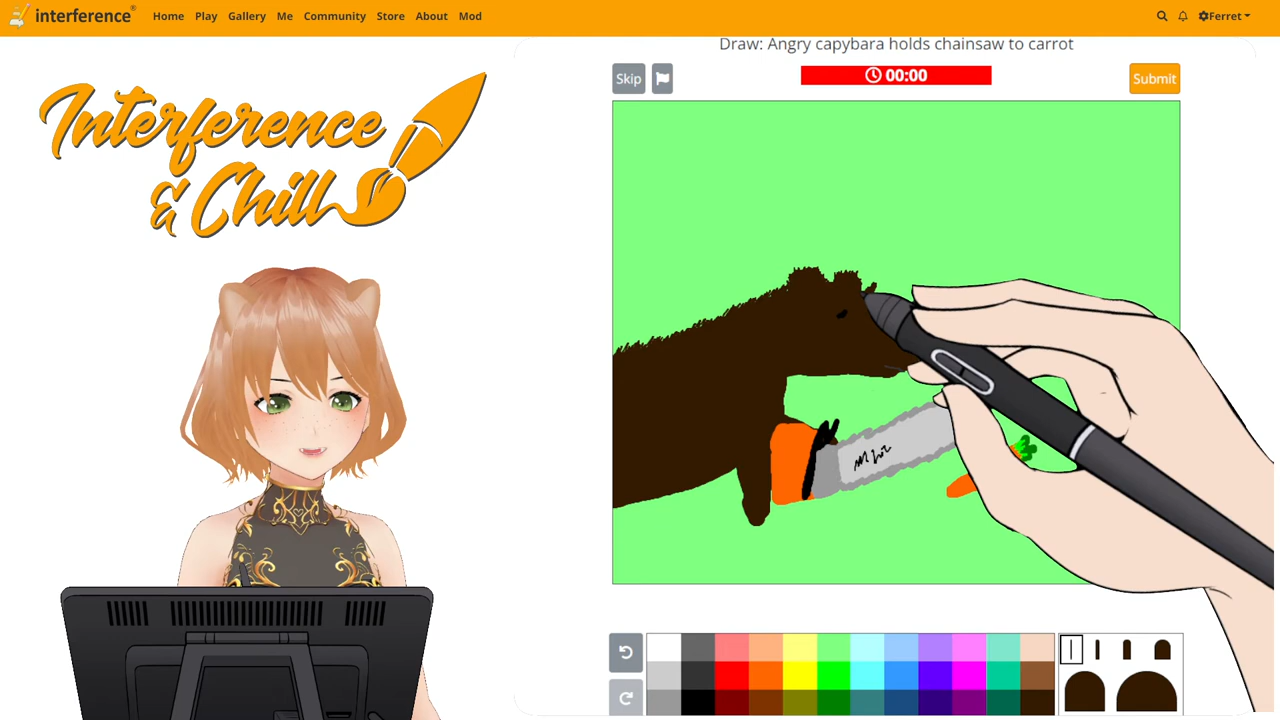 interference®
Home Play Gallery Me Community Store About Mod
Ferret
Interference
& Chill
Draw: Angry capybara holds chainsaw to carrot
Skip
00:00
Submit